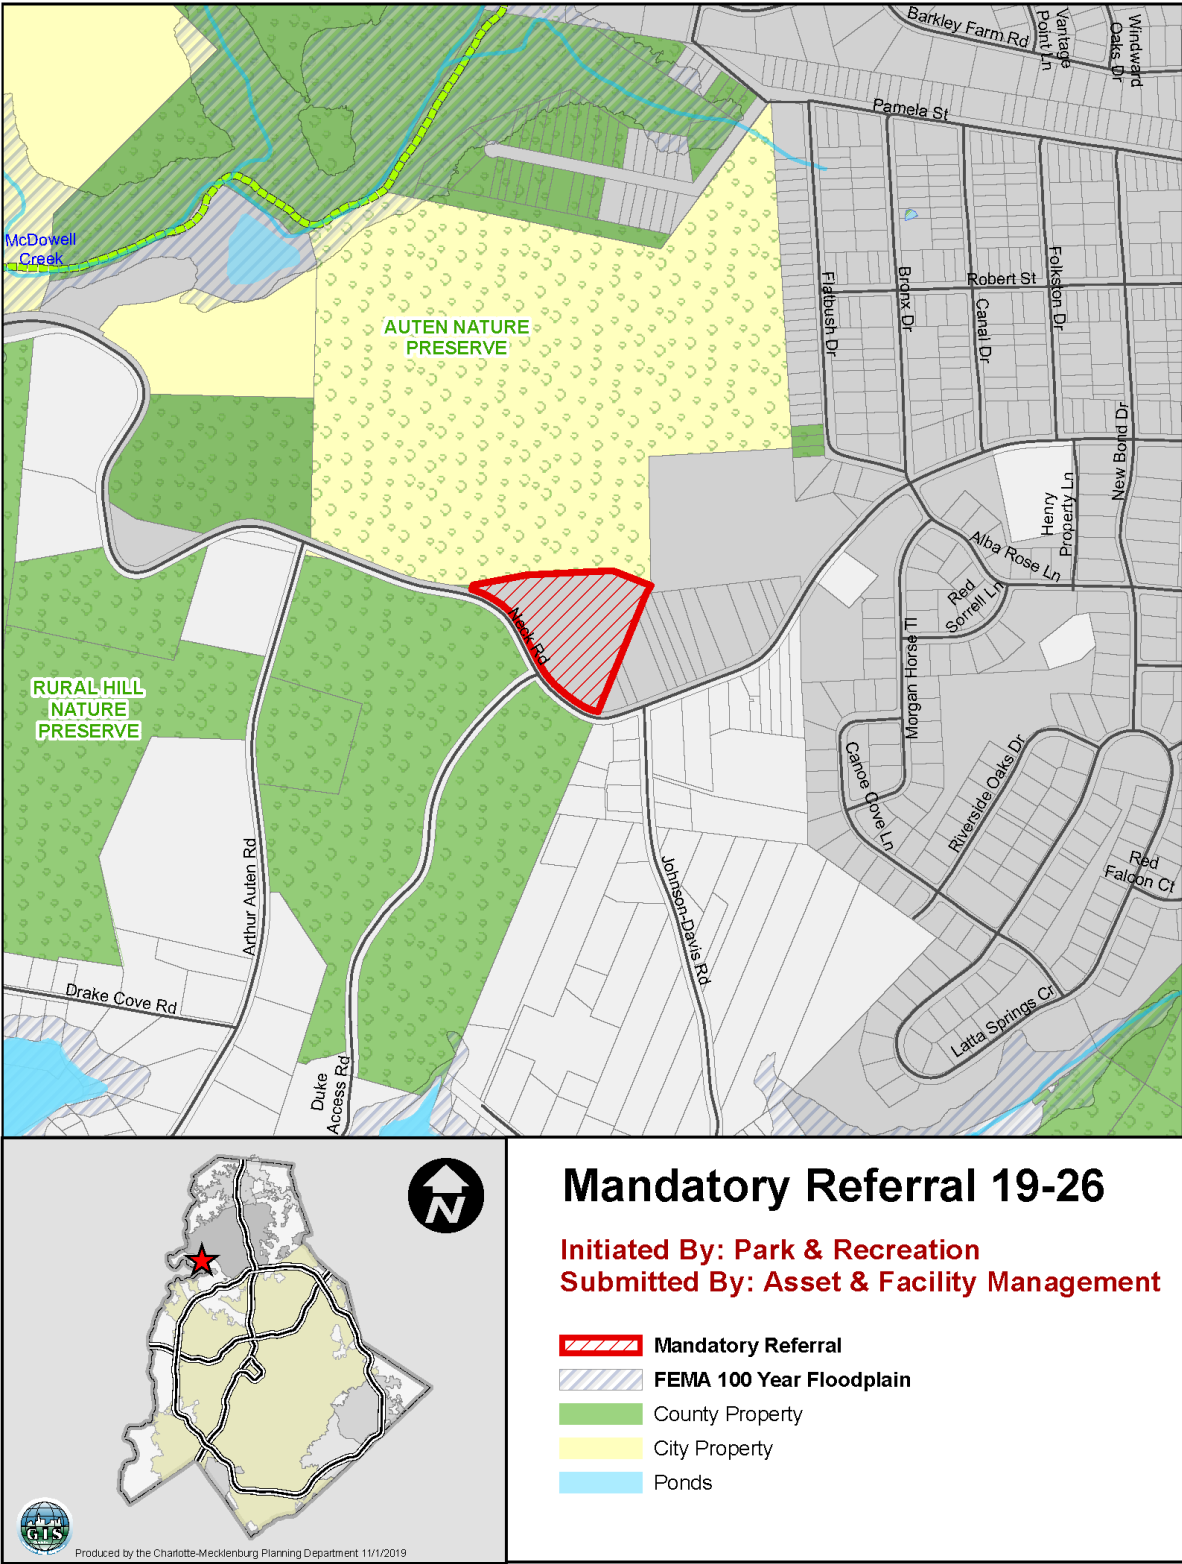 Barkley Farm Rd
Vantage
Point Ln
Windward
Oaks Dr
Pamela St
McDowell
Creek
AUTEN NATURE
PRESERVE
Flatbush Dr
Bronx Dr
Canal Dr
Robert St
Folkston Dr
New Bond Dr
Henry
Property Ln
Alba Rose Ln
Red
Sorrell Ln
Morgan Horse Tl
Neck Rd
RURAL HILL
NATURE
PRESERVE
Canoe Cove Ln
Riverside Oaks Dr
Red
Falcon Ct
Arthur Auten Rd
Johnson-Davis Rd
Drake Cove Rd
Duke
Access Rd
Latta Springs Cr
N
GIS
Produced by the Charlotte-Mecklenburg Planning Department 11/1/2019
Mandatory Referral 19-26
Initiated By: Park & Recreation
Submitted By: Asset & Facility Management
Mandatory Referral
FEMA 100 Year Floodplain
County Property
City Property
Ponds